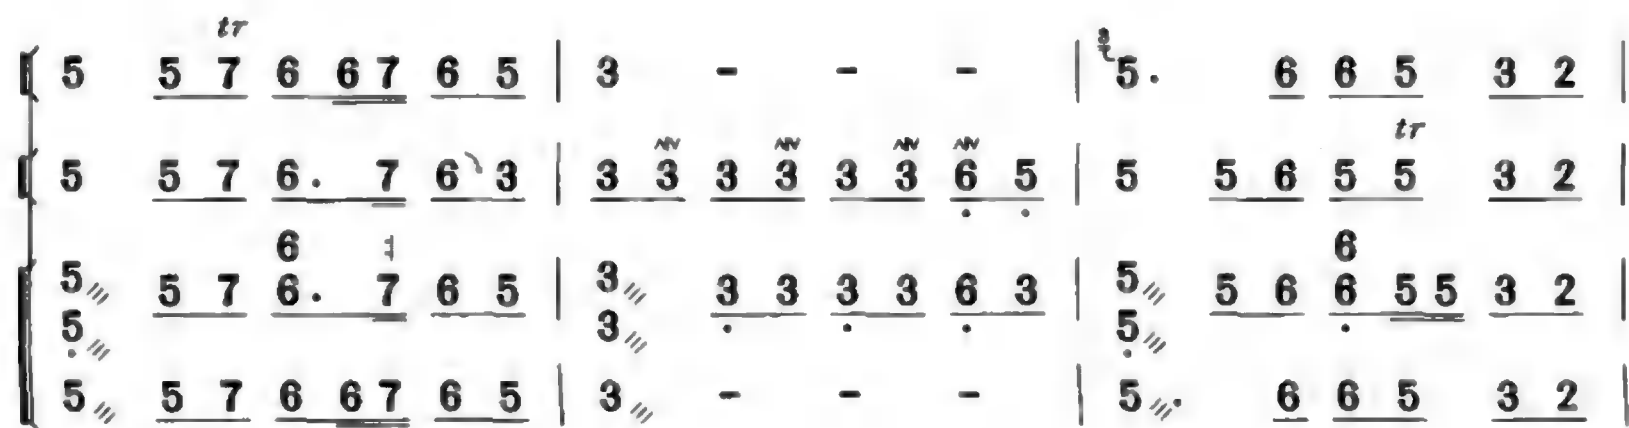 tr
5 5 7 6 6 7 6 5 | 3 - - - | 5. 6 6 5 3 2 |
tr
5 5 7 6. 7 6 3 | 3 3 3 3 3 3 6 5 | 5 5 6 5 5 3 2 |
6 6
5 5 7 6. 7 6 5 | 3 3 3 3 3 6 3 | 5 5 6 6 5 5 3 2 |
5 3 5
5 5 7 6 6 7 6 5 | 3 - - - | 5. 6 6 5 3 2 |